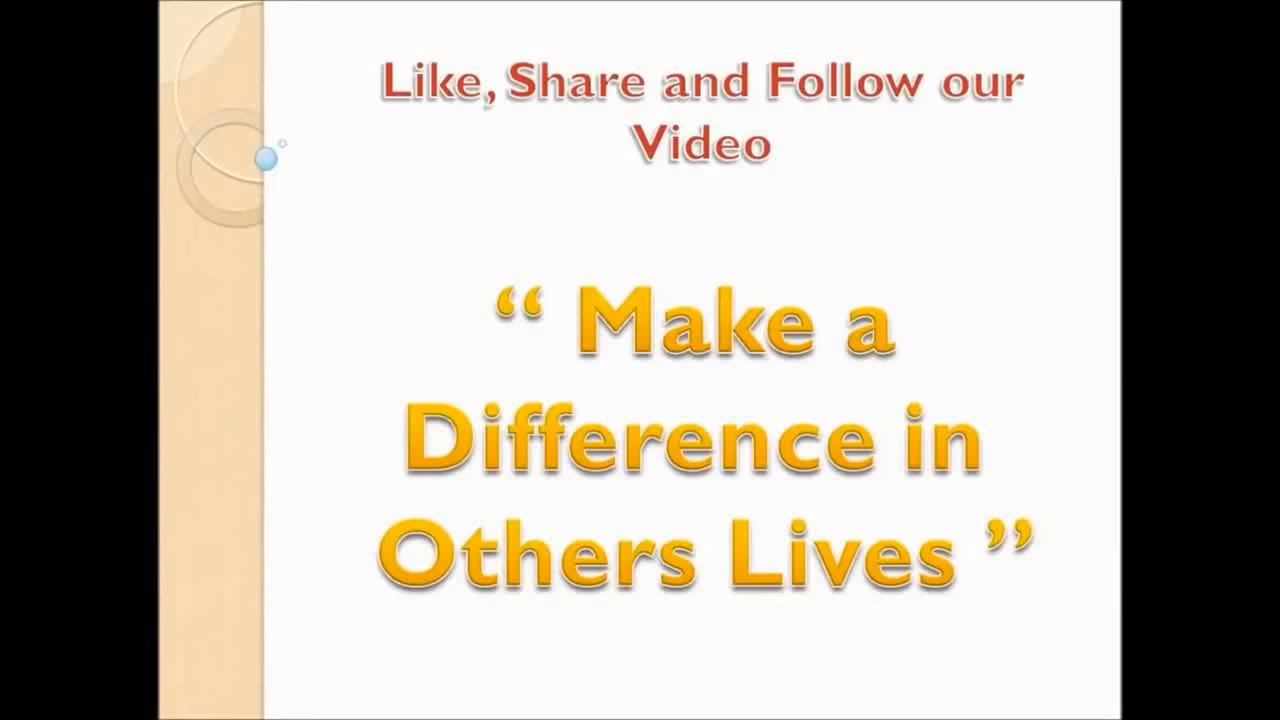 Like, Share and Follow our
Video
“ Make a
Difference in
Others Lives ”